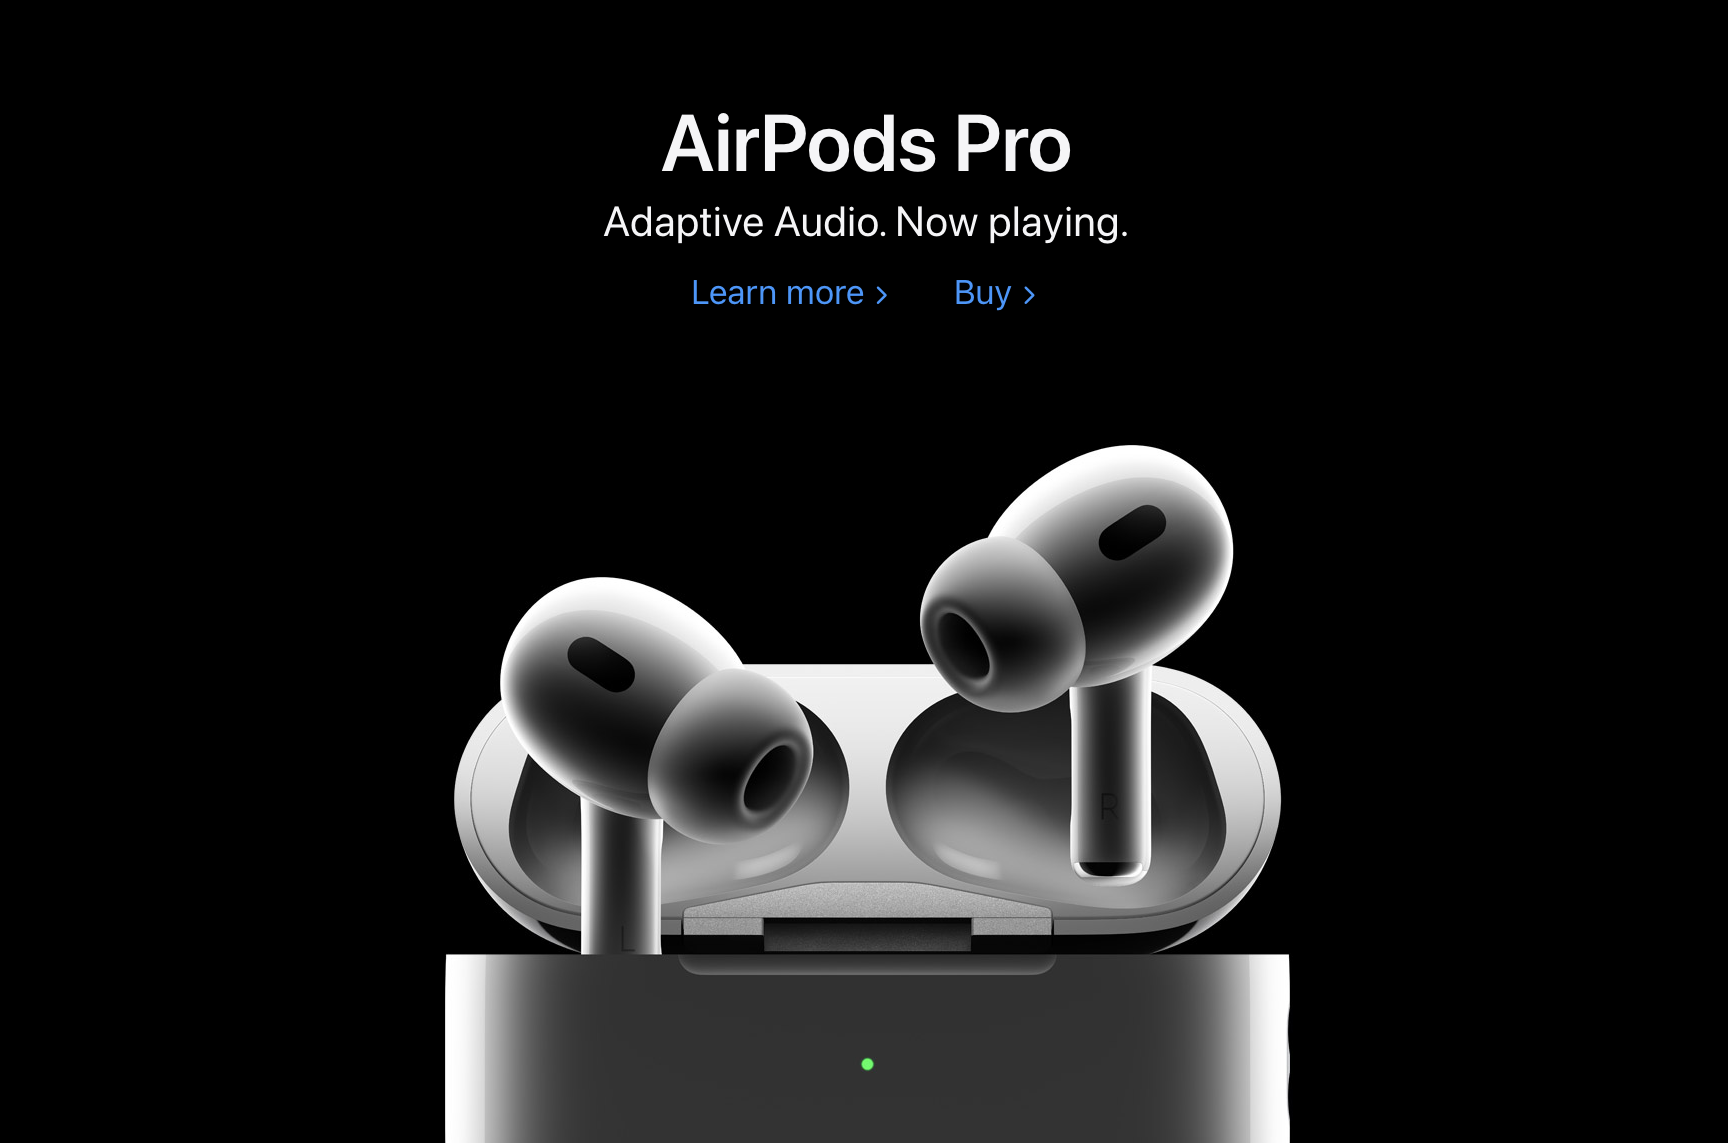 AirPods Pro
Adaptive Audio. Now playing.
Learn more > Buy >
R
L